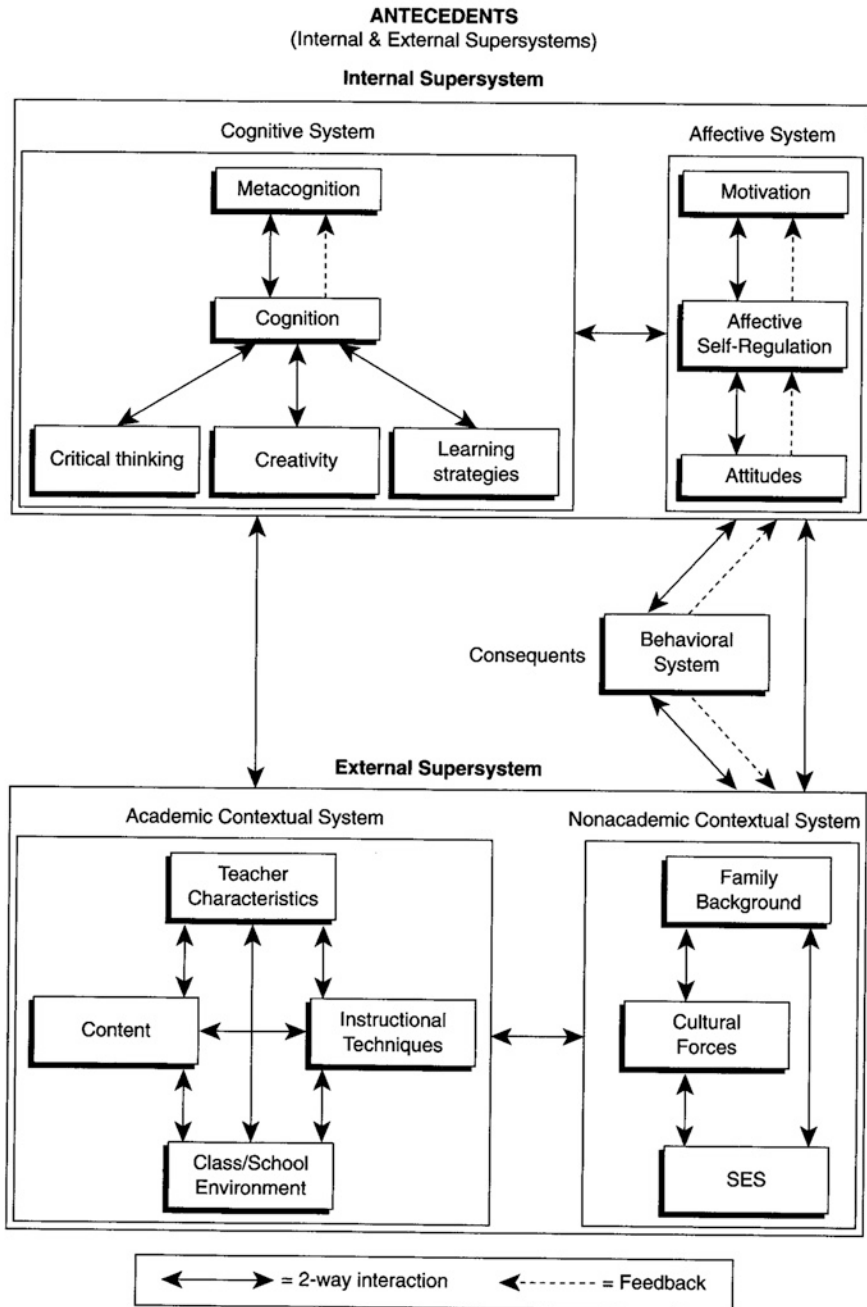 ANTECEDENTS
(Internal & External Supersystems)
Internal Supersystem
Cognitive System
Affective System
Metacognition
Motivation
Cognition
Affective
Self-Regulation
Critical thinking
Creativity
Learning
strategies
Attitudes
Consequents
Behavioral
System
External Supersystem
Academic Contextual System
Nonacademic Contextual System
Teacher
Characteristics
Family
Background
Content
Instructional
Techniques
Cultural
Forces
Class/School
Environment
SES
= 2-way interaction
= Feedback